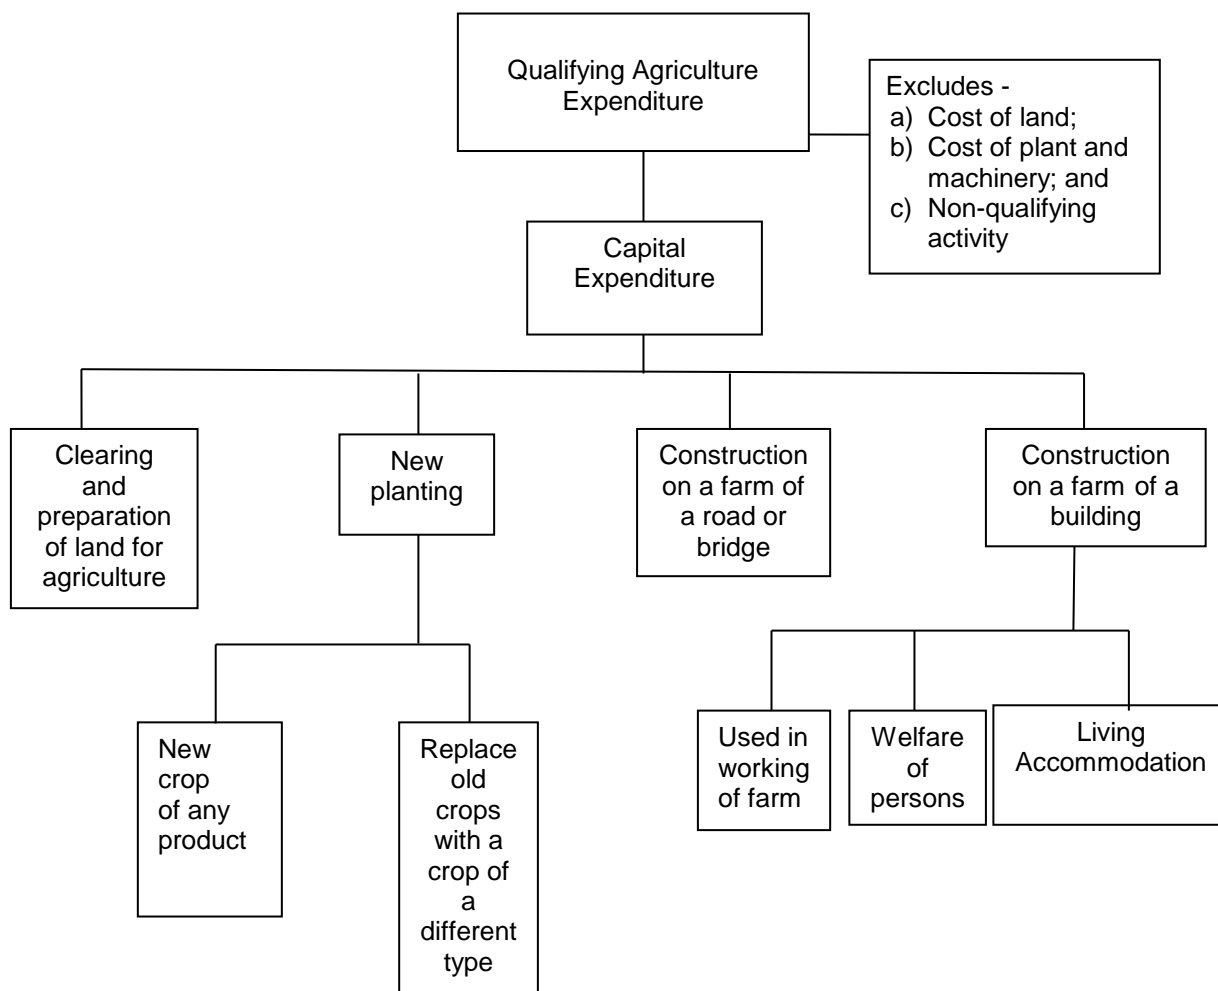 Qualifying Agriculture
Expenditure
Excludes -
a) Cost of land;
b) Cost of plant and
machinery; and
c) Non-qualifying
activity
Capital
Expenditure
Clearing
and
preparation
of land for
agriculture
New
planting
Construction
on a farm of
a road or
bridge
Construction
on a farm of a
building
New
crop
of any
product
Replace
old
crops
with a
crop of
a
different
type
Used in
working
of farm
Welfare
of
persons
Living
Accommodation